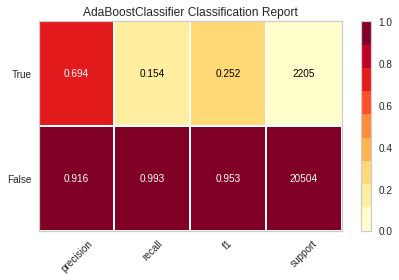 AdaBoostClassifier Classification Report
True 0.694 0.154 0.252 2205
False 0.916 0.993 0.953 20504
precision recall f1 support
1.0
0.8
0.6
0.4
0.2
0.0